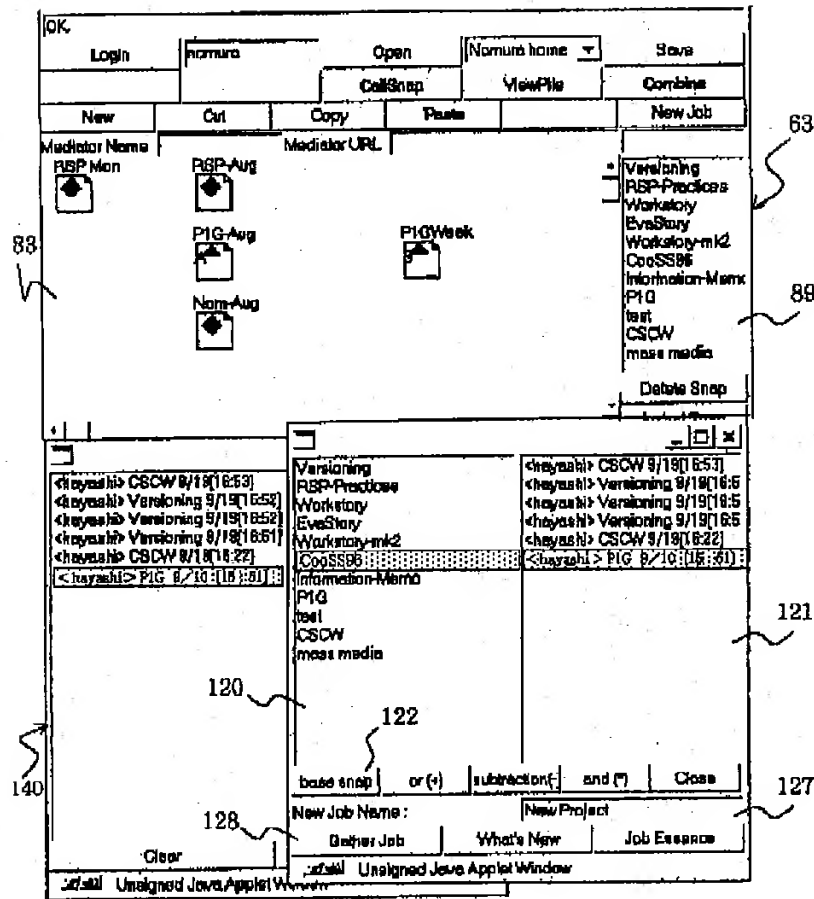 OK.
Login nomura Open Nomura home Save
CallSnap ViewPile Combine
New Cut Copy Paste New Job
Mediator Name Mediator URL
RSP Mon RSP-Aug
P1G-Aug P1GWeek
Nom-Aug
Versioning
RSP-Practices
Workstory
EvaStory
Workstory-mk2
CooSS96
Information-Memo
P1G
test
CSCW
mass media
Delete Snap
63
83
89
<hayashi> CSCW 9/19[16:53]
<hayashi> Versioning 9/19[16:52]
<hayashi> Versioning 9/19[16:52]
<hayashi> Versioning 9/19[16:51]
<hayashi> CSCW 9/19[16:22]
<hayashi> P1G 9/10 [15:51]
Clear
Unsigned Java Applet Window
140
Versioning
RSP-Practices
Workstory
EvaStory
Workstory-mk2
CooSS96
Information-Memo
P1G
test
CSCW
mass media
<hayashi> CSCW 9/19[16:53]
<hayashi> Versioning 9/19[16:5
<hayashi> Versioning 9/19[16:5
<hayashi> Versioning 9/19[16:5
<hayashi> CSCW 9/19[16:22]
<hayashi> P1G 9/10 [15:51]
121
120
122
base snap or (+) subtraction(- and (*) Close
New Job Name : New Project
127
128
Gather Job What's New Job Essence
Unsigned Java Applet Window